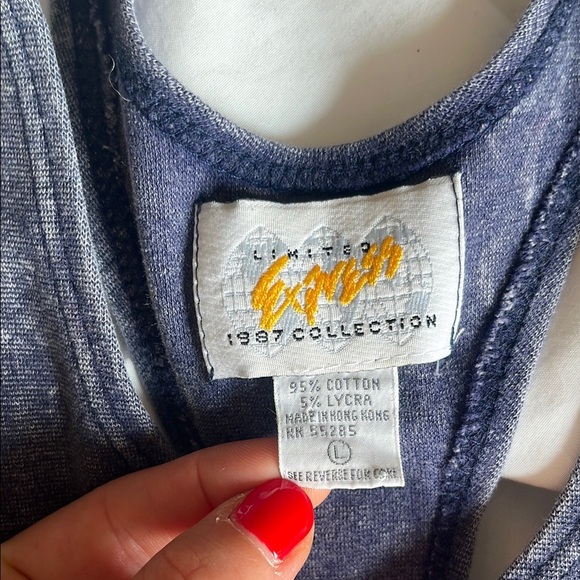 LIMITED
Express
1987 COLLECTION
95% COTTON
5% LYCRA
MADE IN HONG KONG
RN 55285
L
(SEE REVERSE FOR CARE)